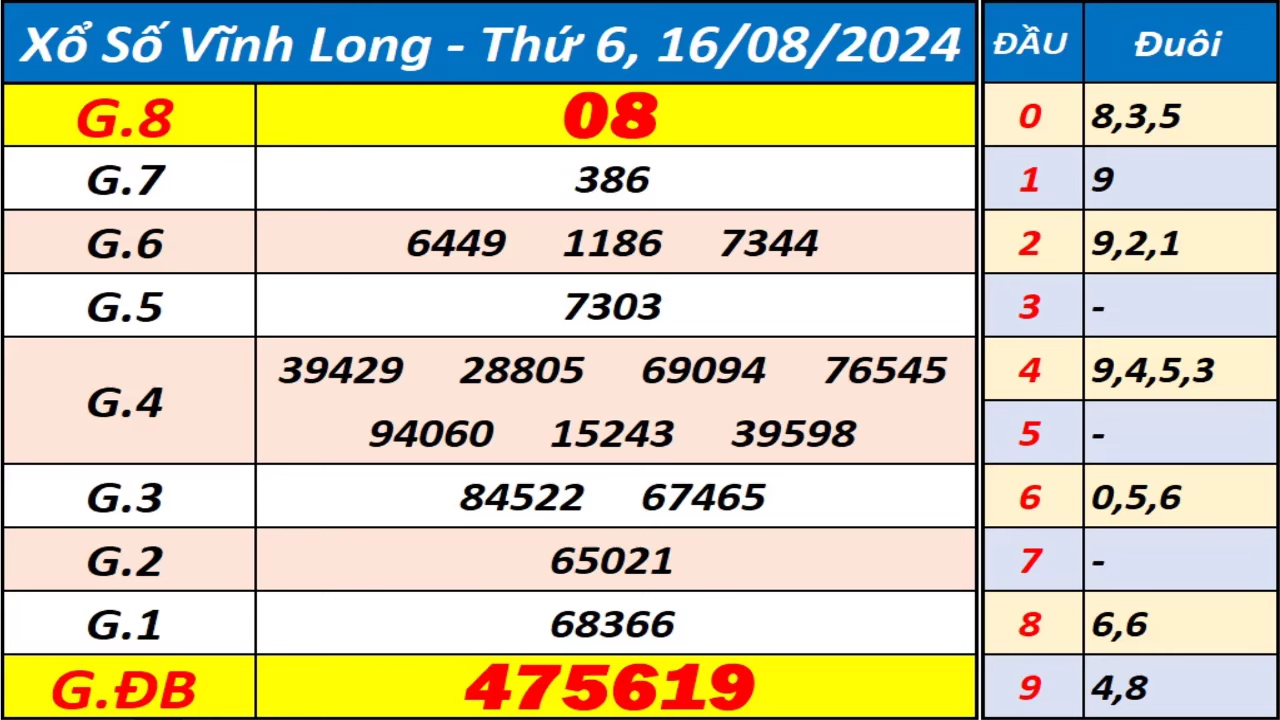 Xổ Số Vĩnh Long - Thứ 6, 16/08/2024 ĐẦU Đuôi
G.8 08 0 8,3,5
G.7 386 1 9
G.6 6449 1186 7344 2 9,2,1
G.5 7303 3 -
G.4 39429 28805 69094 76545 4 9,4,5,3
94060 15243 39598 5 -
G.3 84522 67465 6 0,5,6
G.2 65021 7 -
G.1 68366 8 6,6
G.ĐB 475619 9 4,8